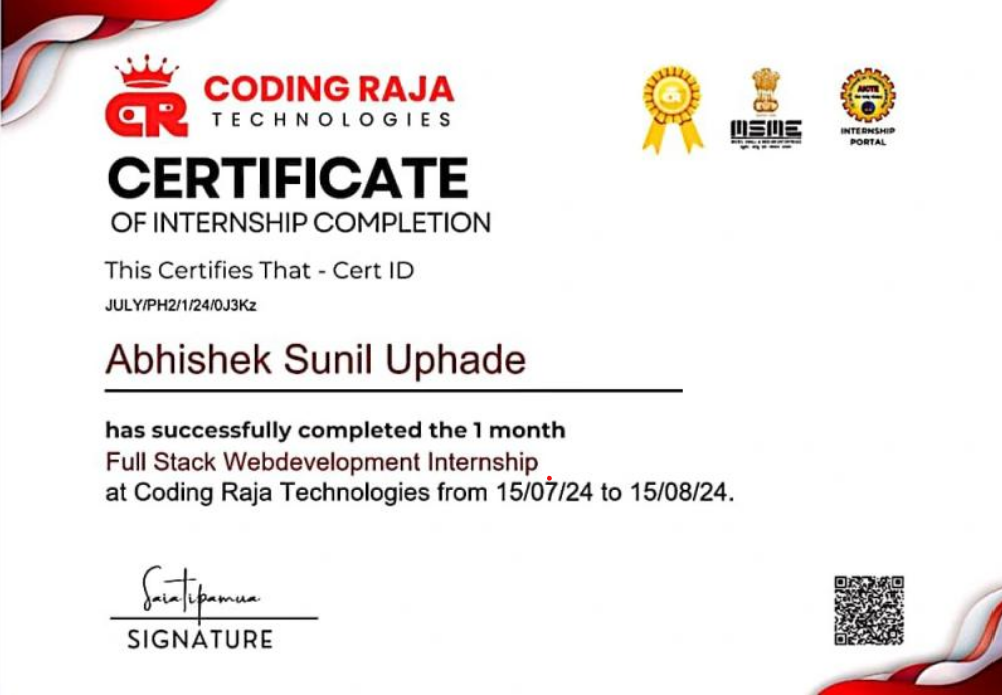 CODING RAJA
TECHNOLOGIES
MSME
AICTE
INTERNSHIP
PORTAL
CERTIFICATE
OF INTERNSHIP COMPLETION
This Certifies That - Cert ID
JULY/PH2/1/24/0J3Kz
Abhishek Sunil Uphade
has successfully completed the 1 month
Full Stack Webdevelopment Internship
at Coding Raja Technologies from 15/07/24 to 15/08/24.
SIGNATURE